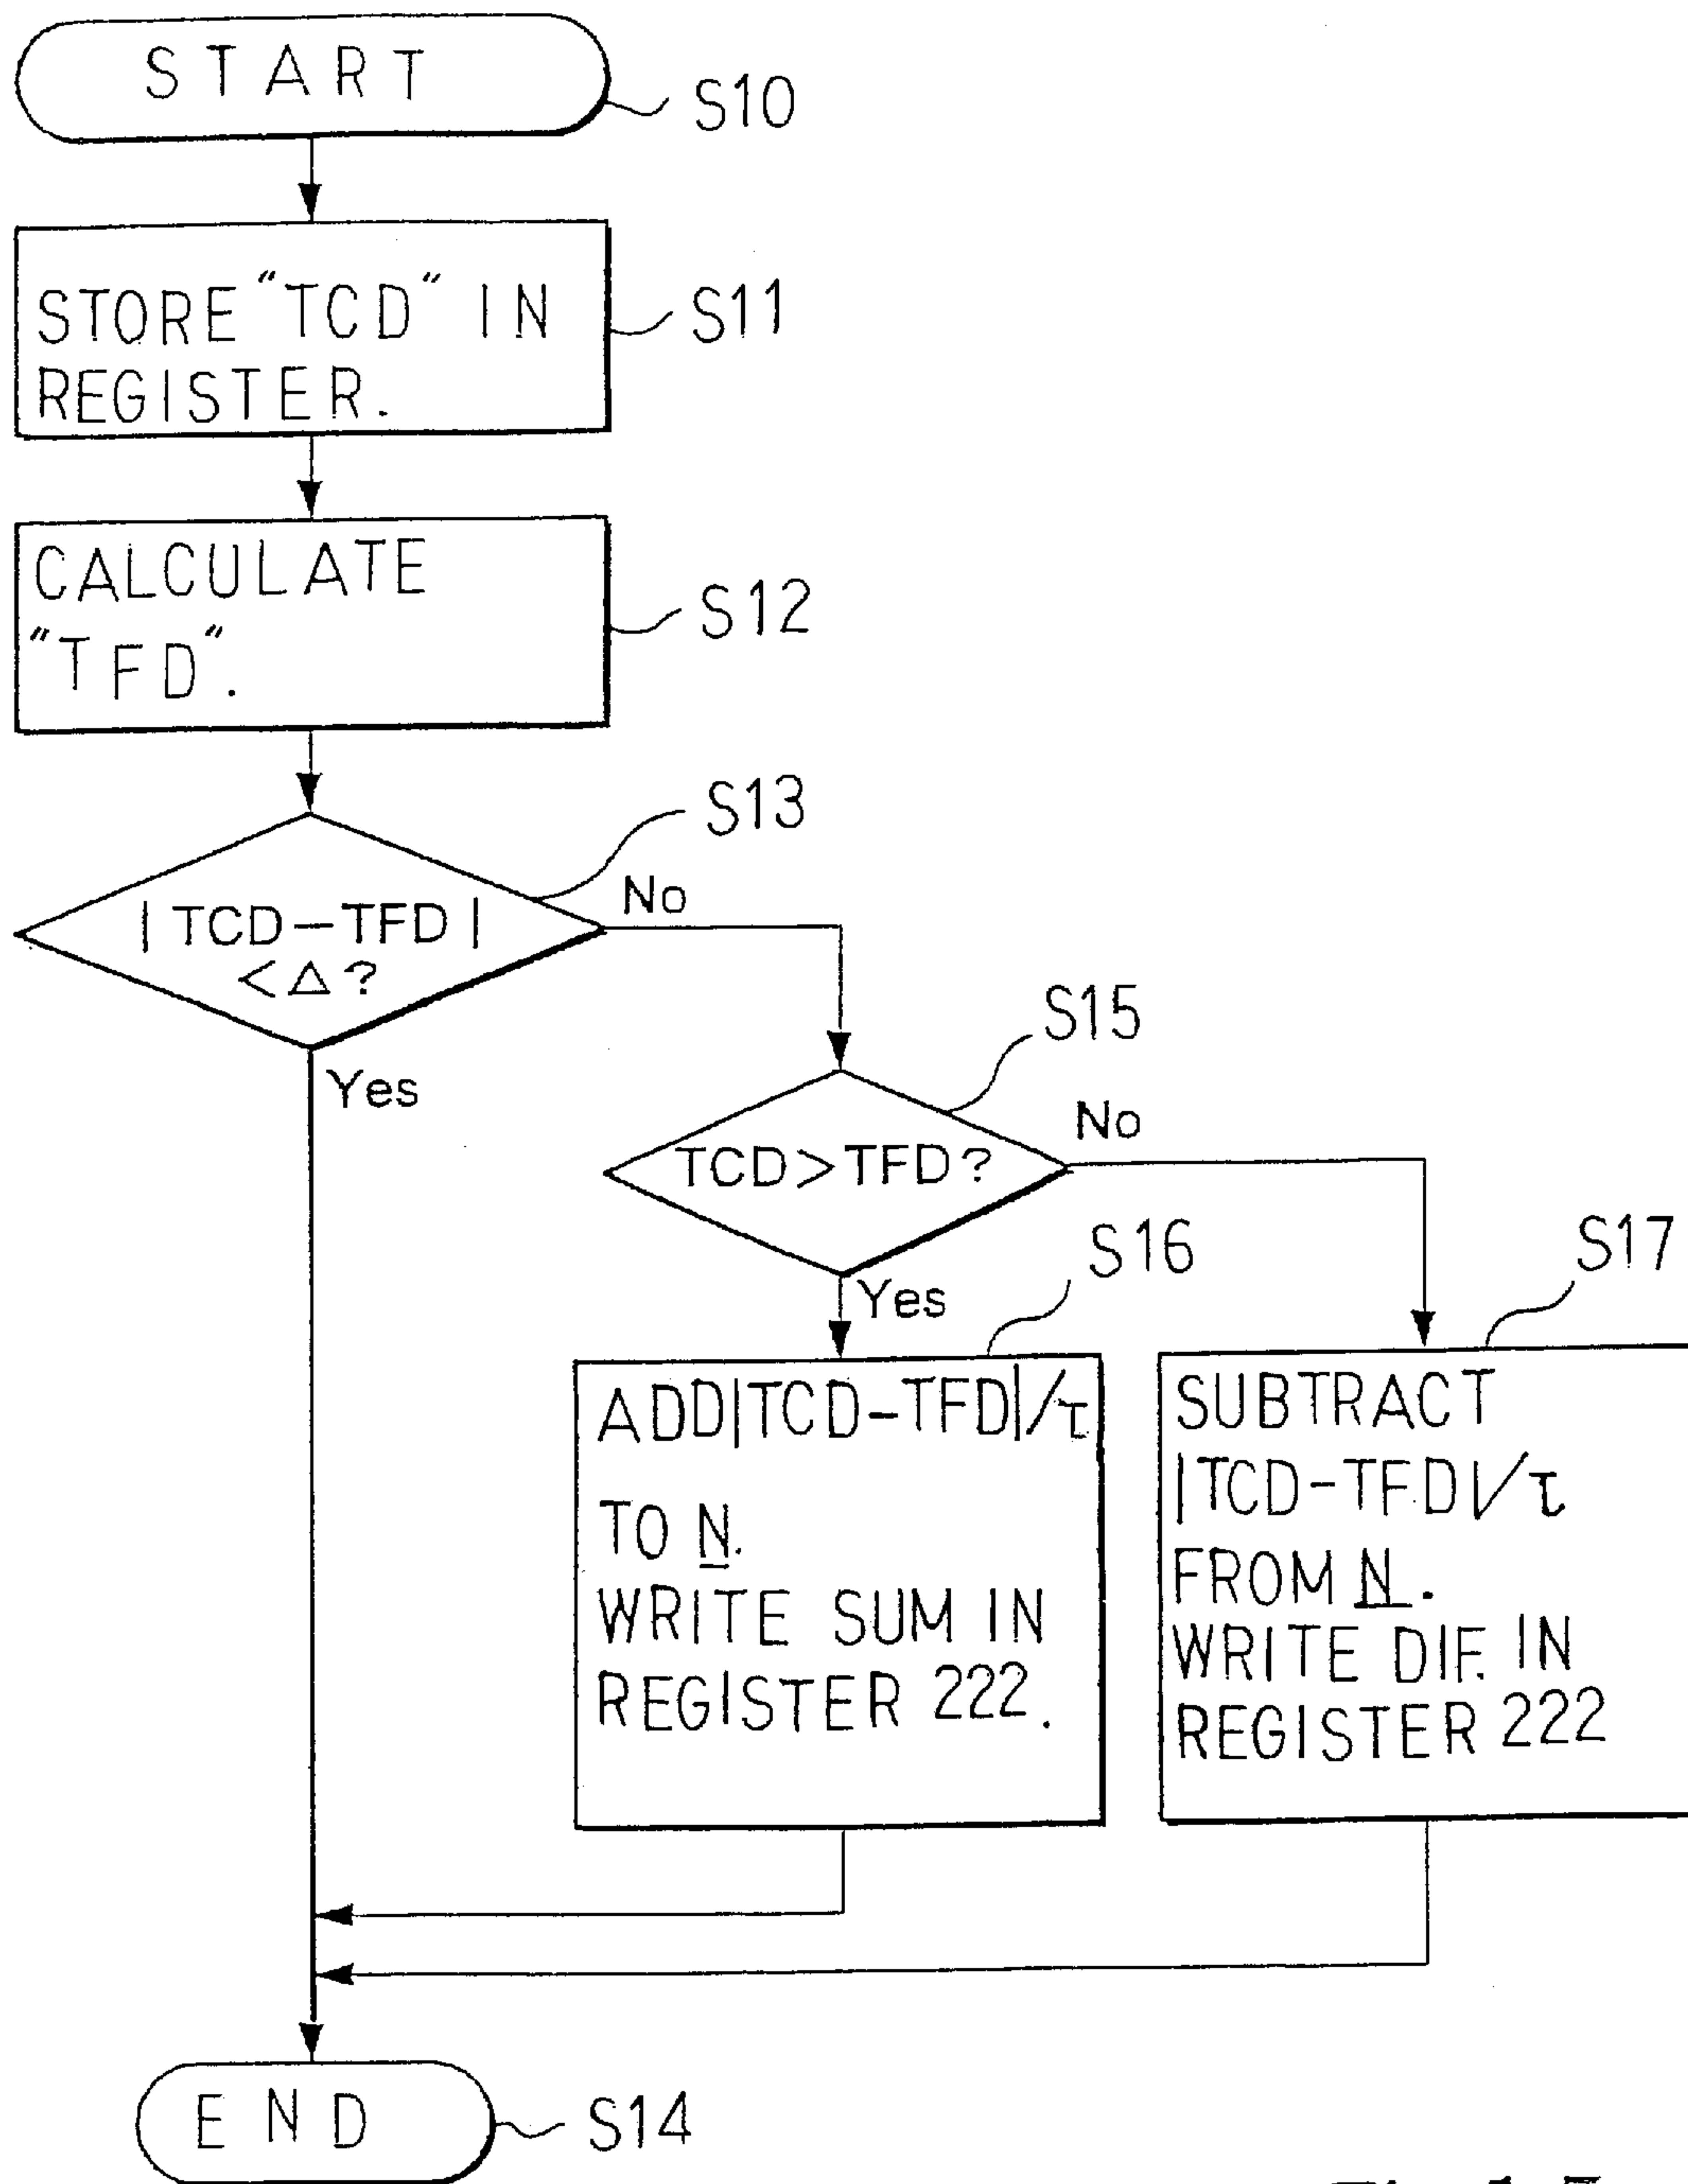 START
S10
STORE "TCD" IN
REGISTER.
S11
CALCULATE
"TFD".
S12
S13
| TCD-TFD |
<△?
No
Yes
S15
TCD>TFD?
No
Yes
S16
ADD|TCD-TFD|/τ
TO N.
WRITE SUM IN
REGISTER 222.
S17
SUBTRACT
|TCD-TFD|/τ
FROM N.
WRITE DIF. IN
REGISTER 222
END
S14